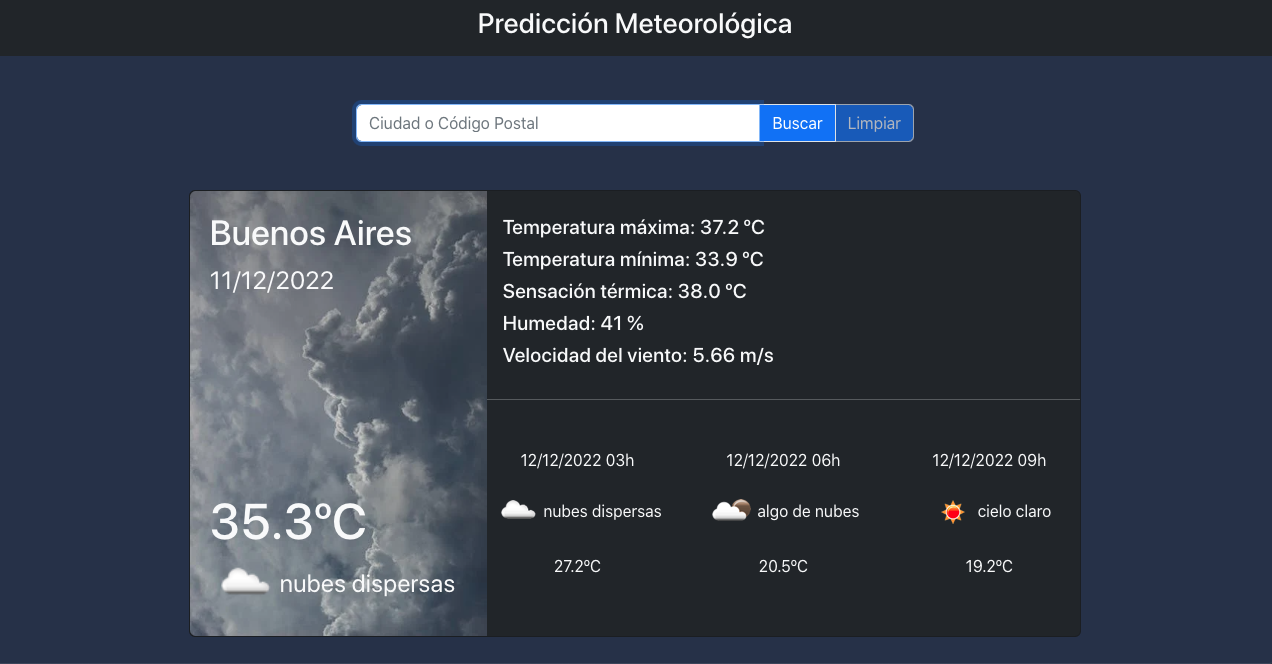 Predicción Meteorológica
Ciudad o Código Postal
Buscar
Limpiar
Buenos Aires
11/12/2022
35.3ºC
nubes dispersas
Temperatura máxima: 37.2 ºC
Temperatura mínima: 33.9 ºC
Sensación térmica: 38.0 ºC
Humedad: 41 %
Velocidad del viento: 5.66 m/s
12/12/2022 03h
nubes dispersas
27.2ºC
12/12/2022 06h
algo de nubes
20.5ºC
12/12/2022 09h
cielo claro
19.2ºC